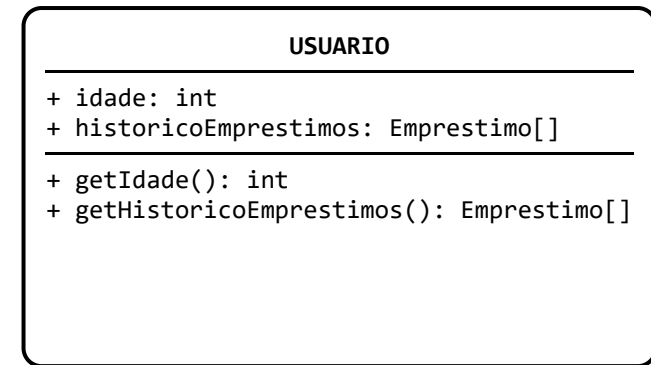 USUARIO
+ idade: int
+ historicoEmprestimos: Emprestimo[]
+ getIdade(): int
+ getHistoricoEmprestimos(): Emprestimo[]